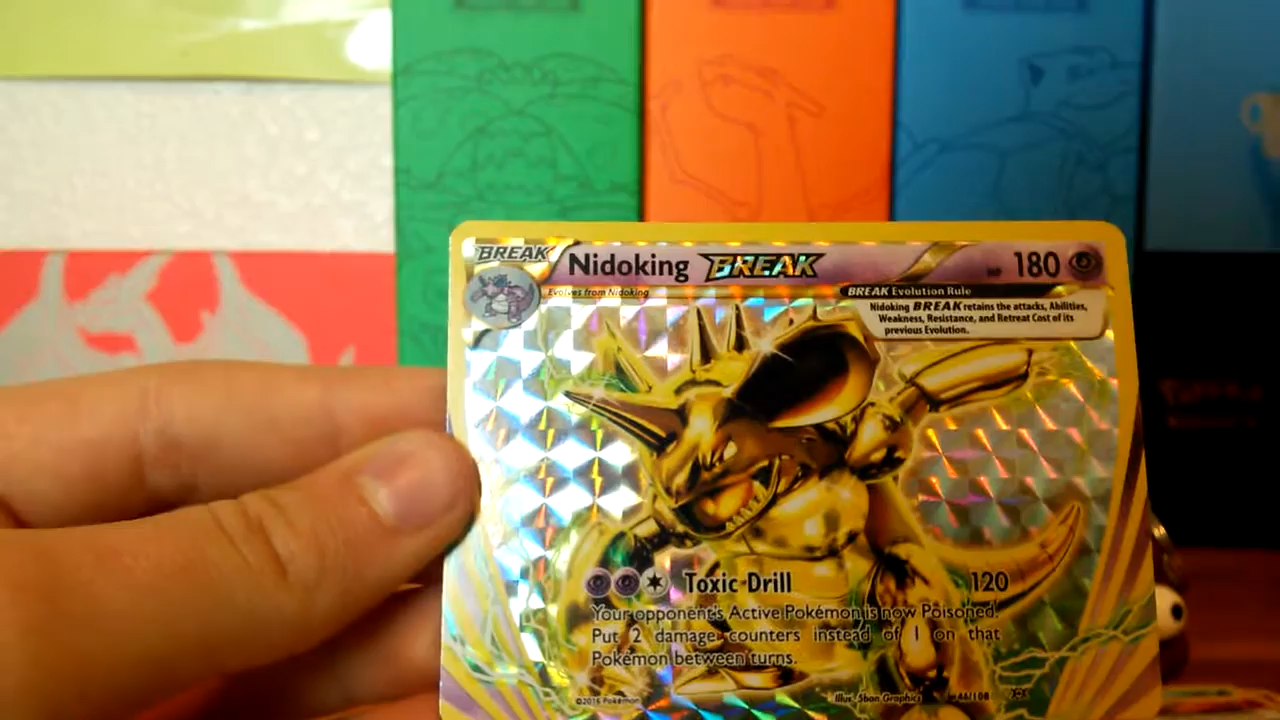 BREAK
Nidoking BREAK
HP 180
Evolves from Nidoking
BREAK Evolution Rule
Nidoking BREAK retains the attacks, Abilities,
Weakness, Resistance, and Retreat Cost of its
previous Evolution.
Toxic Drill 120
Your opponent's Active Pokémon is now Poisoned.
Put 2 damage counters instead of 1 on that
Pokémon between turns.
©2016 Pokémon
Illus. 5ban Graphics
46/108